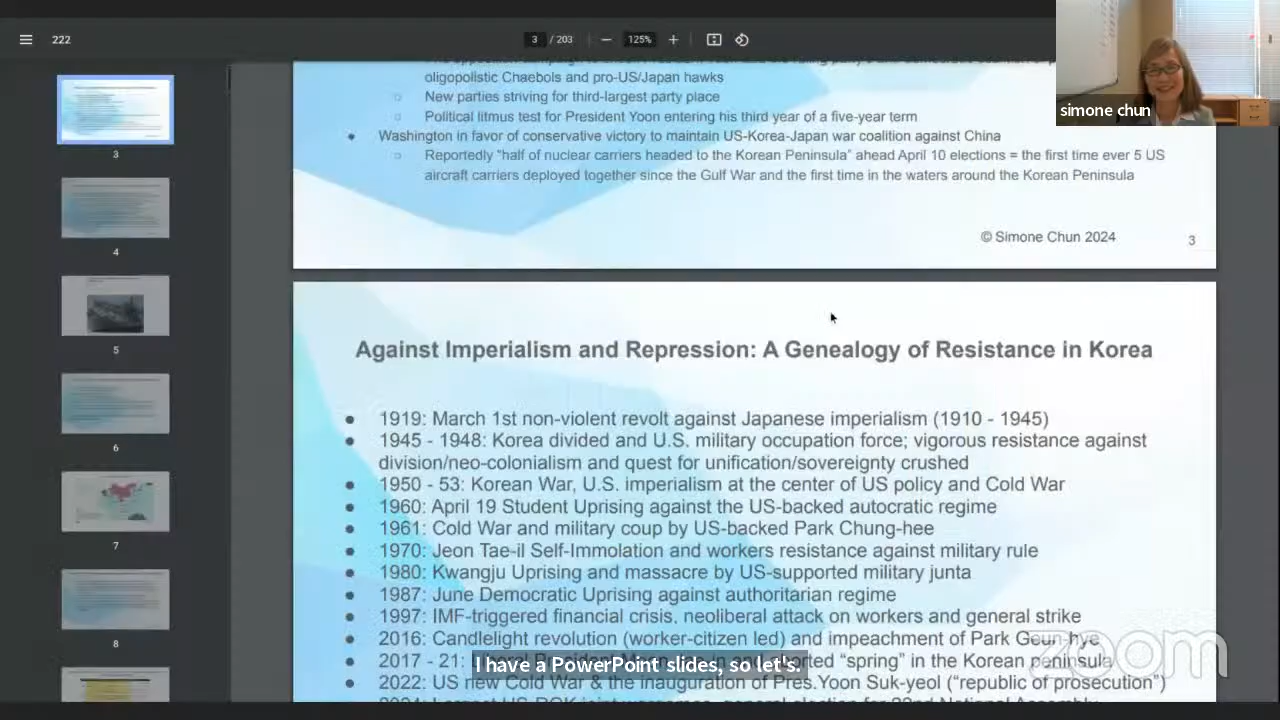 222
3 / 203
125%
oligopolistic Chaebols and pro-US/Japan hawks
New parties striving for third-largest party place
Political litmus test for President Yoon entering his third year of a five-year term
Washington in favor of conservative victory to maintain US-Korea-Japan war coalition against China
Reportedly “half of nuclear carriers headed to the Korean Peninsula” ahead April 10 elections = the first time ever 5 US
aircraft carriers deployed together since the Gulf War and the first time in the waters around the Korean Peninsula
© Simone Chun 2024
3
simone chun
3
4
5
6
7
8
Against Imperialism and Repression: A Genealogy of Resistance in Korea
1919: March 1st non-violent revolt against Japanese imperialism (1910 - 1945)
1945 - 1948: Korea divided and U.S. military occupation force; vigorous resistance against
division/neo-colonialism and quest for unification/sovereignty crushed
1950 - 53: Korean War, U.S. imperialism at the center of US policy and Cold War
1960: April 19 Student Uprising against the US-backed autocratic regime
1961: Cold War and military coup by US-backed Park Chung-hee
1970: Jeon Tae-il Self-Immolation and workers resistance against military rule
1980: Kwangju Uprising and massacre by US-supported military junta
1987: June Democratic Uprising against authoritarian regime
1997: IMF-triggered financial crisis, neoliberal attack on workers and general strike
2016: Candlelight revolution (worker-citizen led) and impeachment of Park Geun-hye
2017 - 21: “spring” in the Korean peninsula
I have a PowerPoint slides, so let's.
2022: US new Cold War & the inauguration of Pres.Yoon Suk-yeol (“republic of prosecution”)
zoom